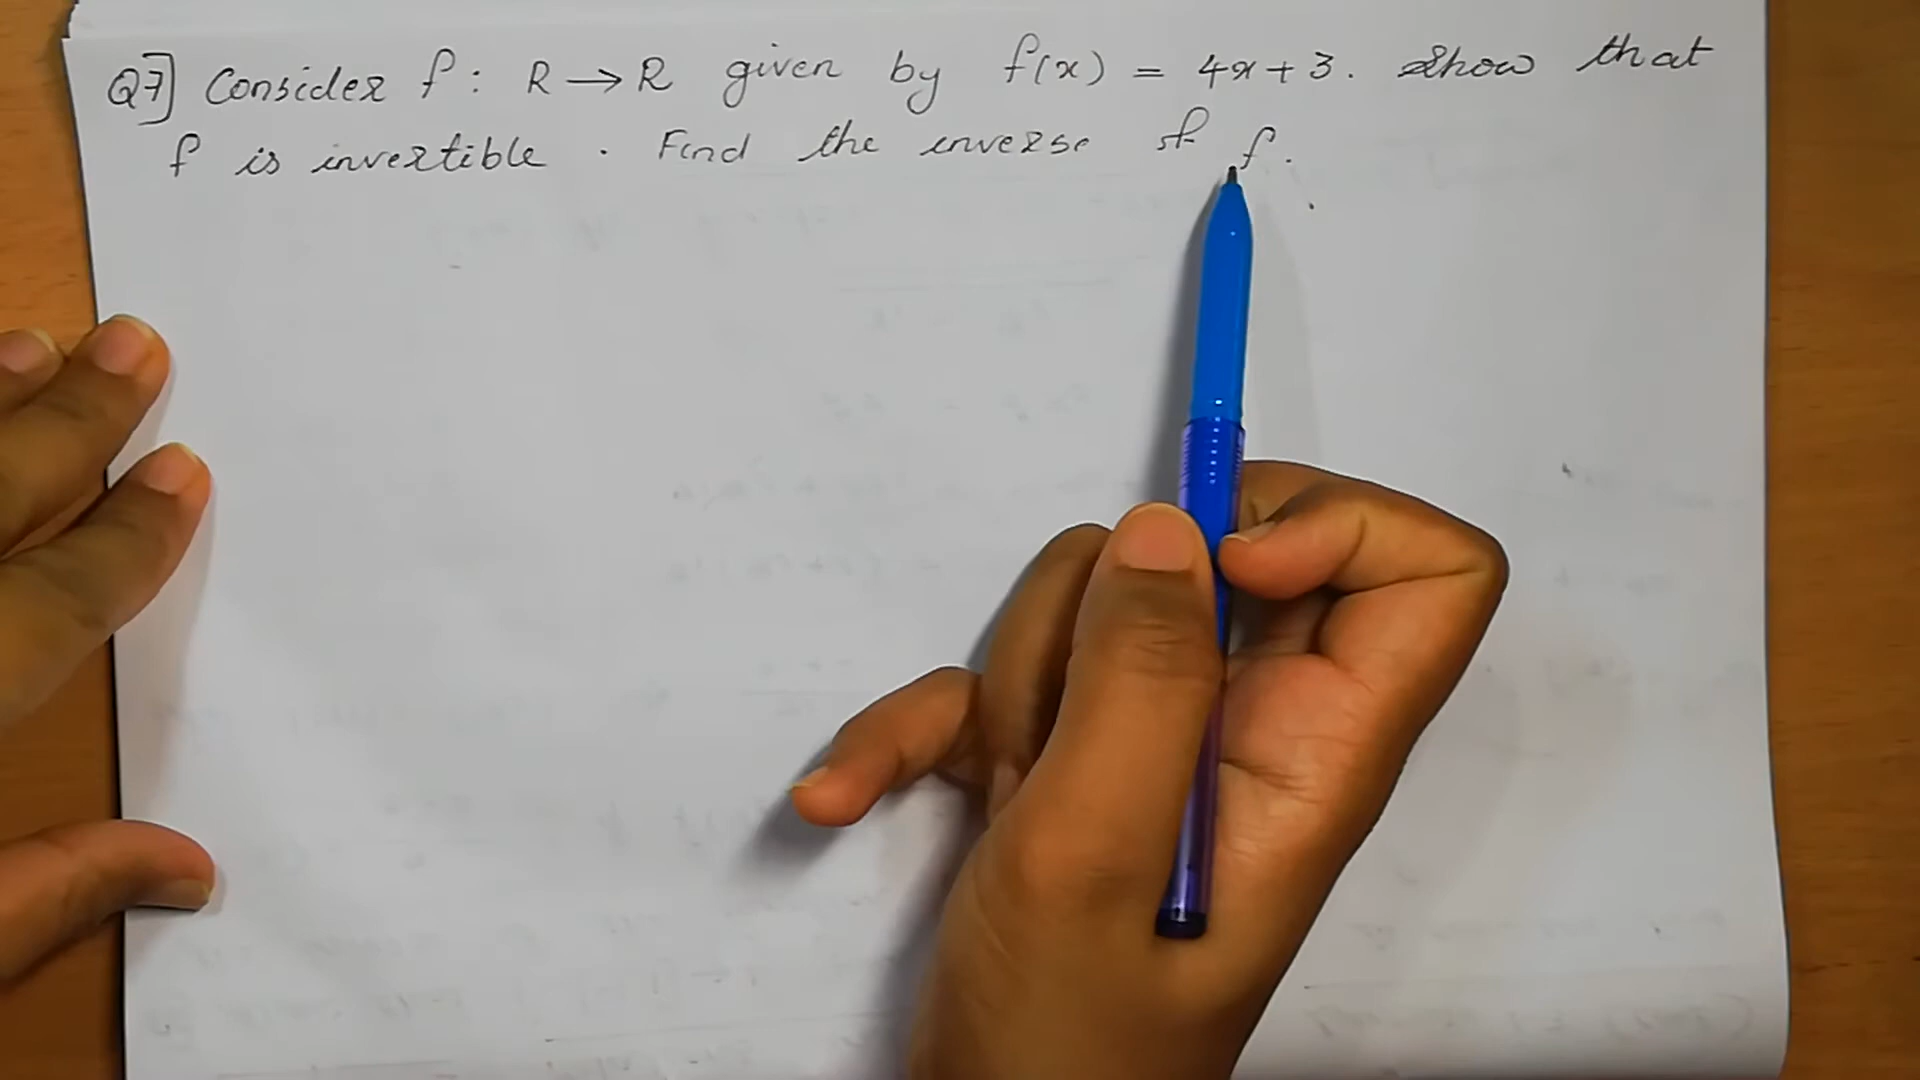 Q7] Consider f : R → R given by f(x) = 4x + 3. Show that
f is invertible. Find the inverse of f.